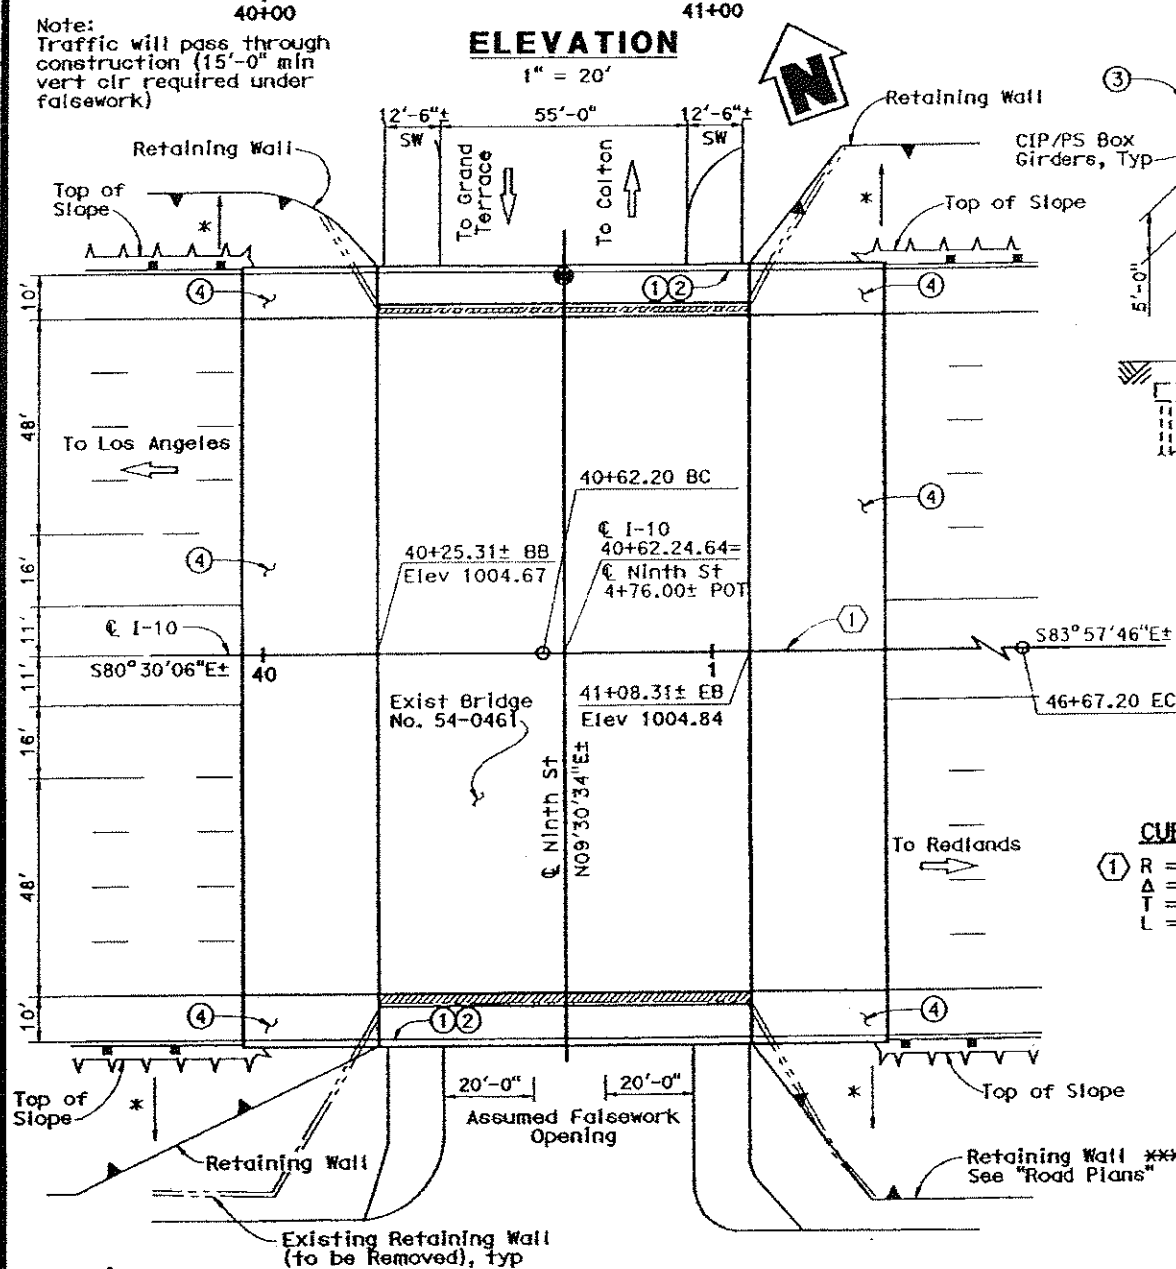 40+00
41+00
Note:
Traffic will pass through
construction (15'-0" min
vert clr required under
falsework)
ELEVATION
1" = 20'
N
3
12'-6"±
SW
55'-0"
12'-6"±
SW
Retaining Wall
CIP/PS Box
Girders, Typ
Retaining Wall
To Grand
Terrace
To Colton
Top of
Slope
*
*
Top of Slope
5'-0"
10'
4
1 2
4
48'
To Los Angeles
40+62.20 BC
4
4
40+25.31± BB
Elev 1004.67
℄ I-10
40+62.24.64=
℄ Ninth St
4+76.00± POT
16'
11'
℄ I-10
1
S83°57'46"E±
S80°30'06"E±
40
1
11'
Exist Bridge
No. 54-0461
41+08.31± EB
Elev 1004.84
46+67.20 EC
16'
℄ Ninth St
N09'30'34"E±
To Redlands
48'
1 R =
Δ =
T =
L =
10'
4
1 2
4
20'-0"
20'-0"
Assumed Falsework
Opening
Top of
Slope
*
*
Top of Slope
Retaining Wall
Retaining Wall ***
See "Road Plans"
Existing Retaining Wall
(to be Removed), typ